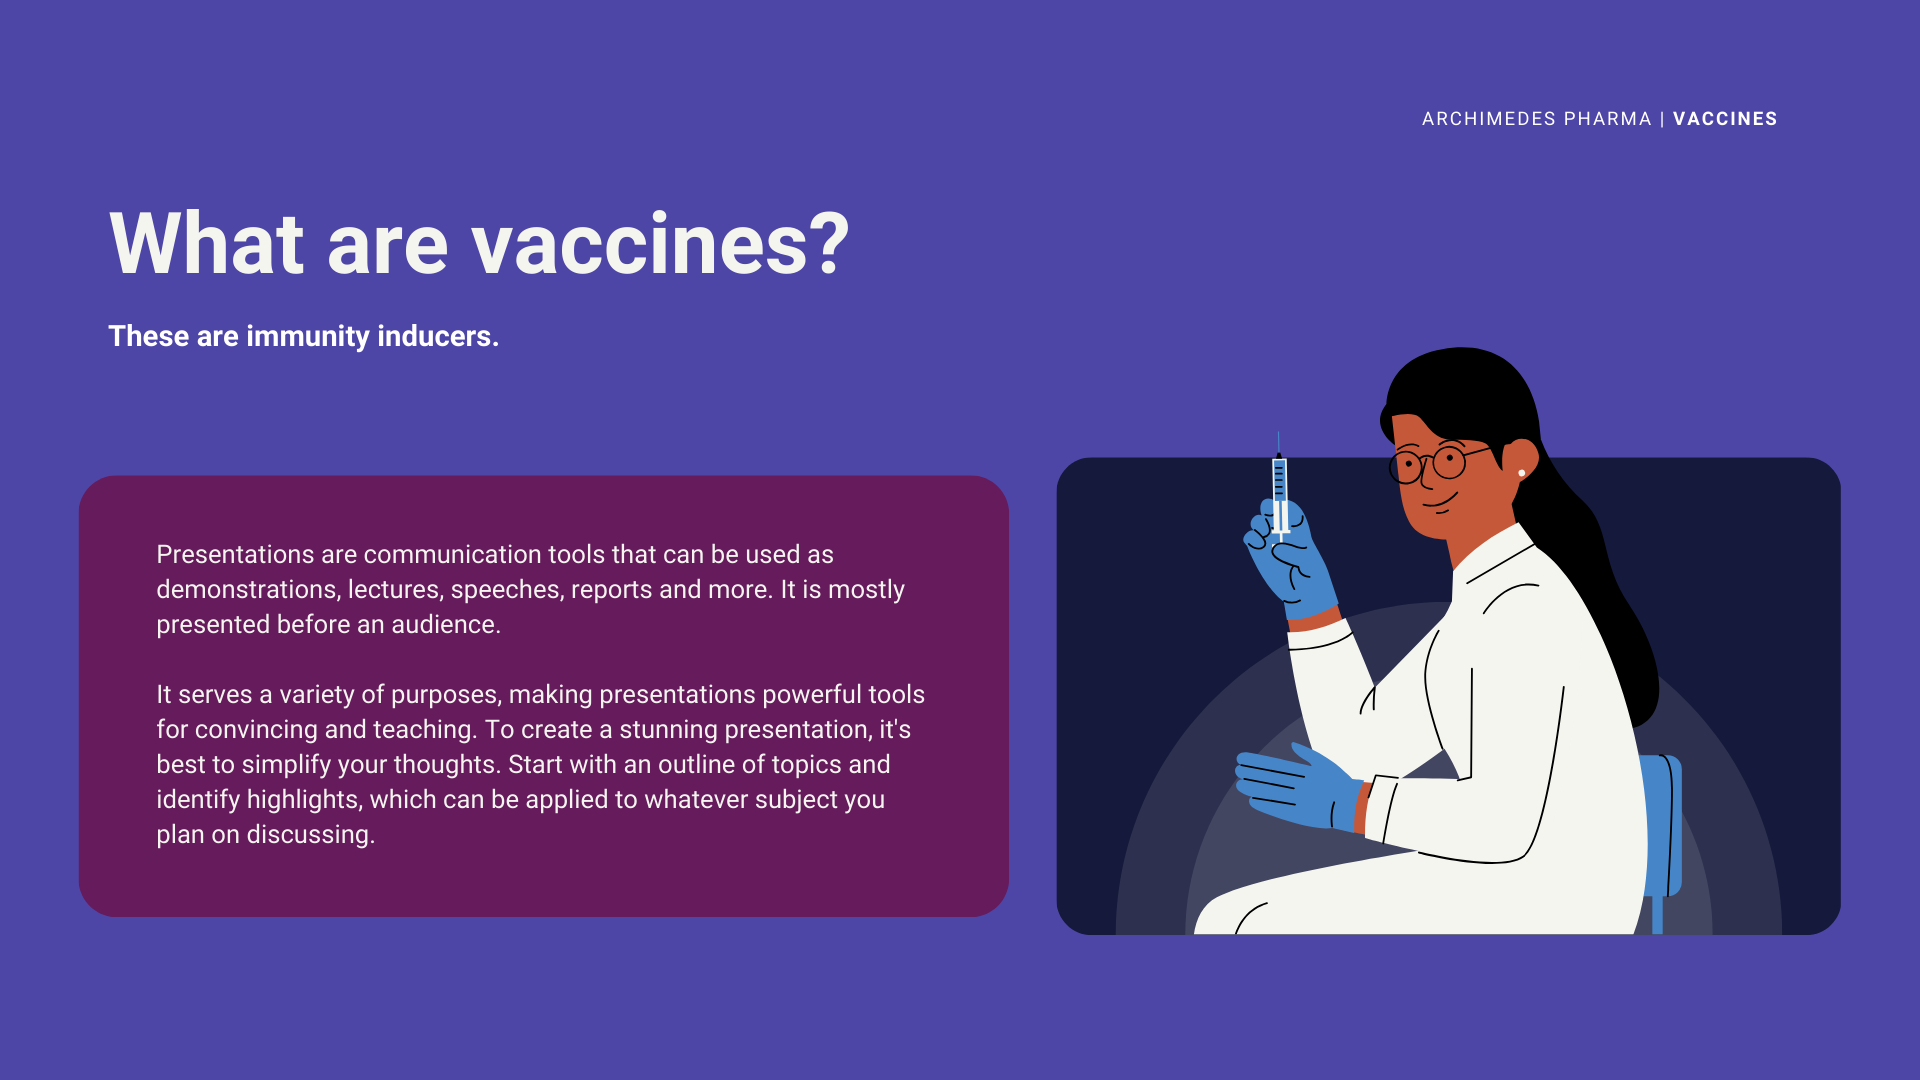 ARCHIMEDES PHARMA | VACCINES
What are vaccines?
These are immunity inducers.
Presentations are communication tools that can be used as
demonstrations, lectures, speeches, reports and more. It is mostly
presented before an audience.
It serves a variety of purposes, making presentations powerful tools
for convincing and teaching. To create a stunning presentation, it's
best to simplify your thoughts. Start with an outline of topics and
identify highlights, which can be applied to whatever subject you
plan on discussing.